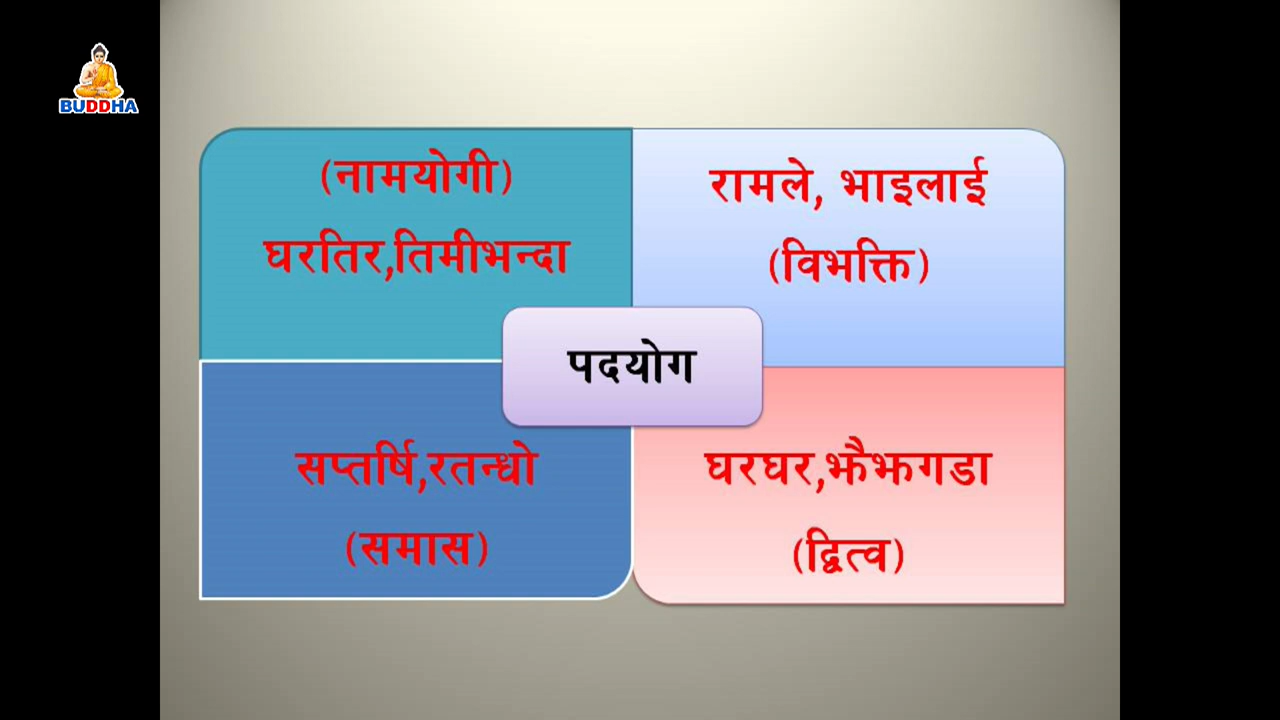 BUDDHA
(नामयोगी)
घरतिर,तिमीभन्दा
रामले, भाइलाई
(विभक्ति)
पदयोग
सप्तर्षि,रतन्धो
(समास)
घरघर,झैझगडा
(द्वित्व)